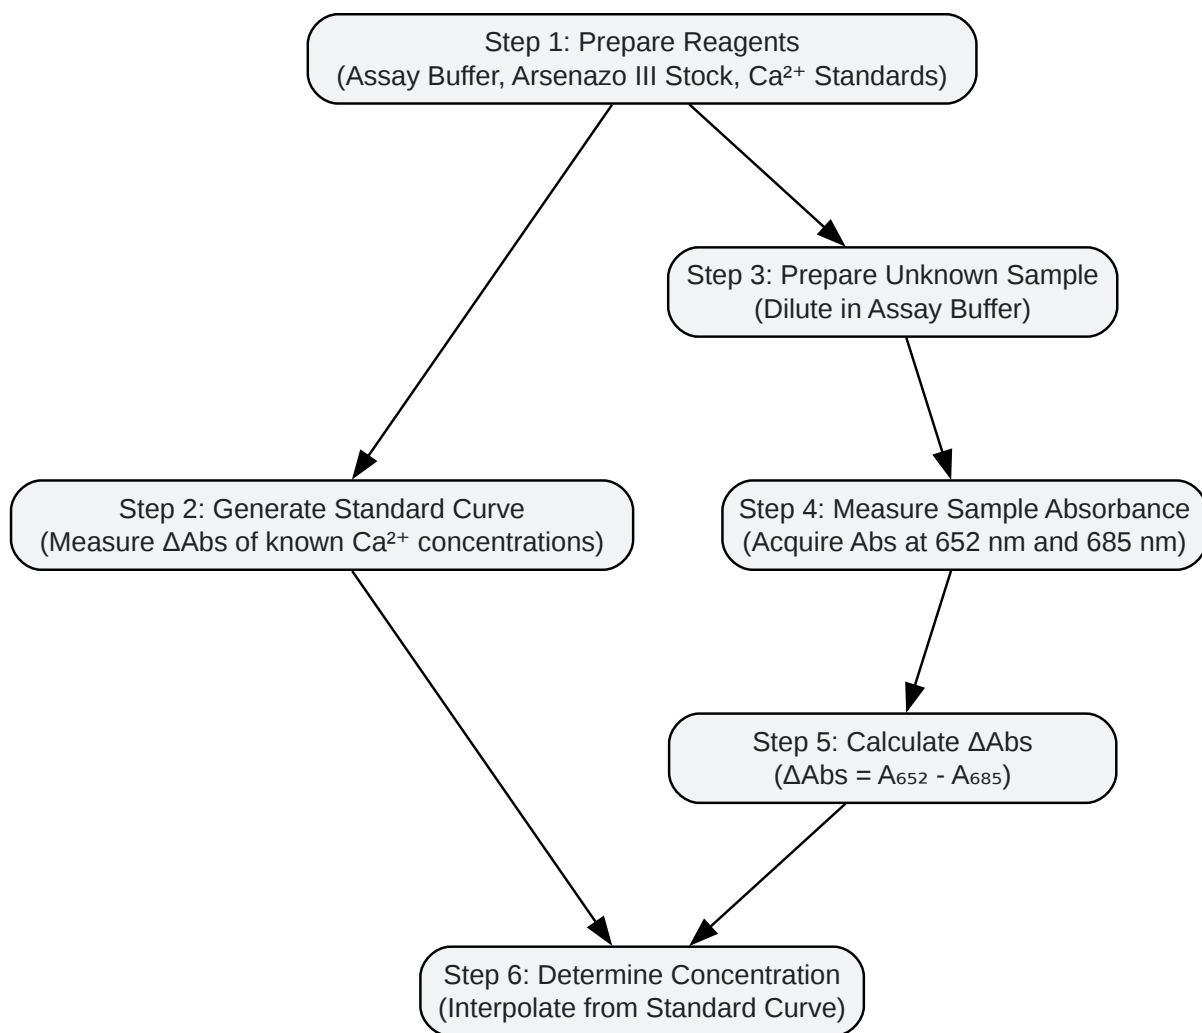 Step 1: Prepare Reagents
(Assay Buffer, Arsenazo III Stock, Ca²⁺ Standards)
Step 3: Prepare Unknown Sample
(Dilute in Assay Buffer)
Step 2: Generate Standard Curve
(Measure ΔAbs of known Ca²⁺ concentrations)
Step 4: Measure Sample Absorbance
(Acquire Abs at 652 nm and 685 nm)
Step 5: Calculate ΔAbs
(ΔAbs = A₆₅₂ - A₆₈₅)
Step 6: Determine Concentration
(Interpolate from Standard Curve)